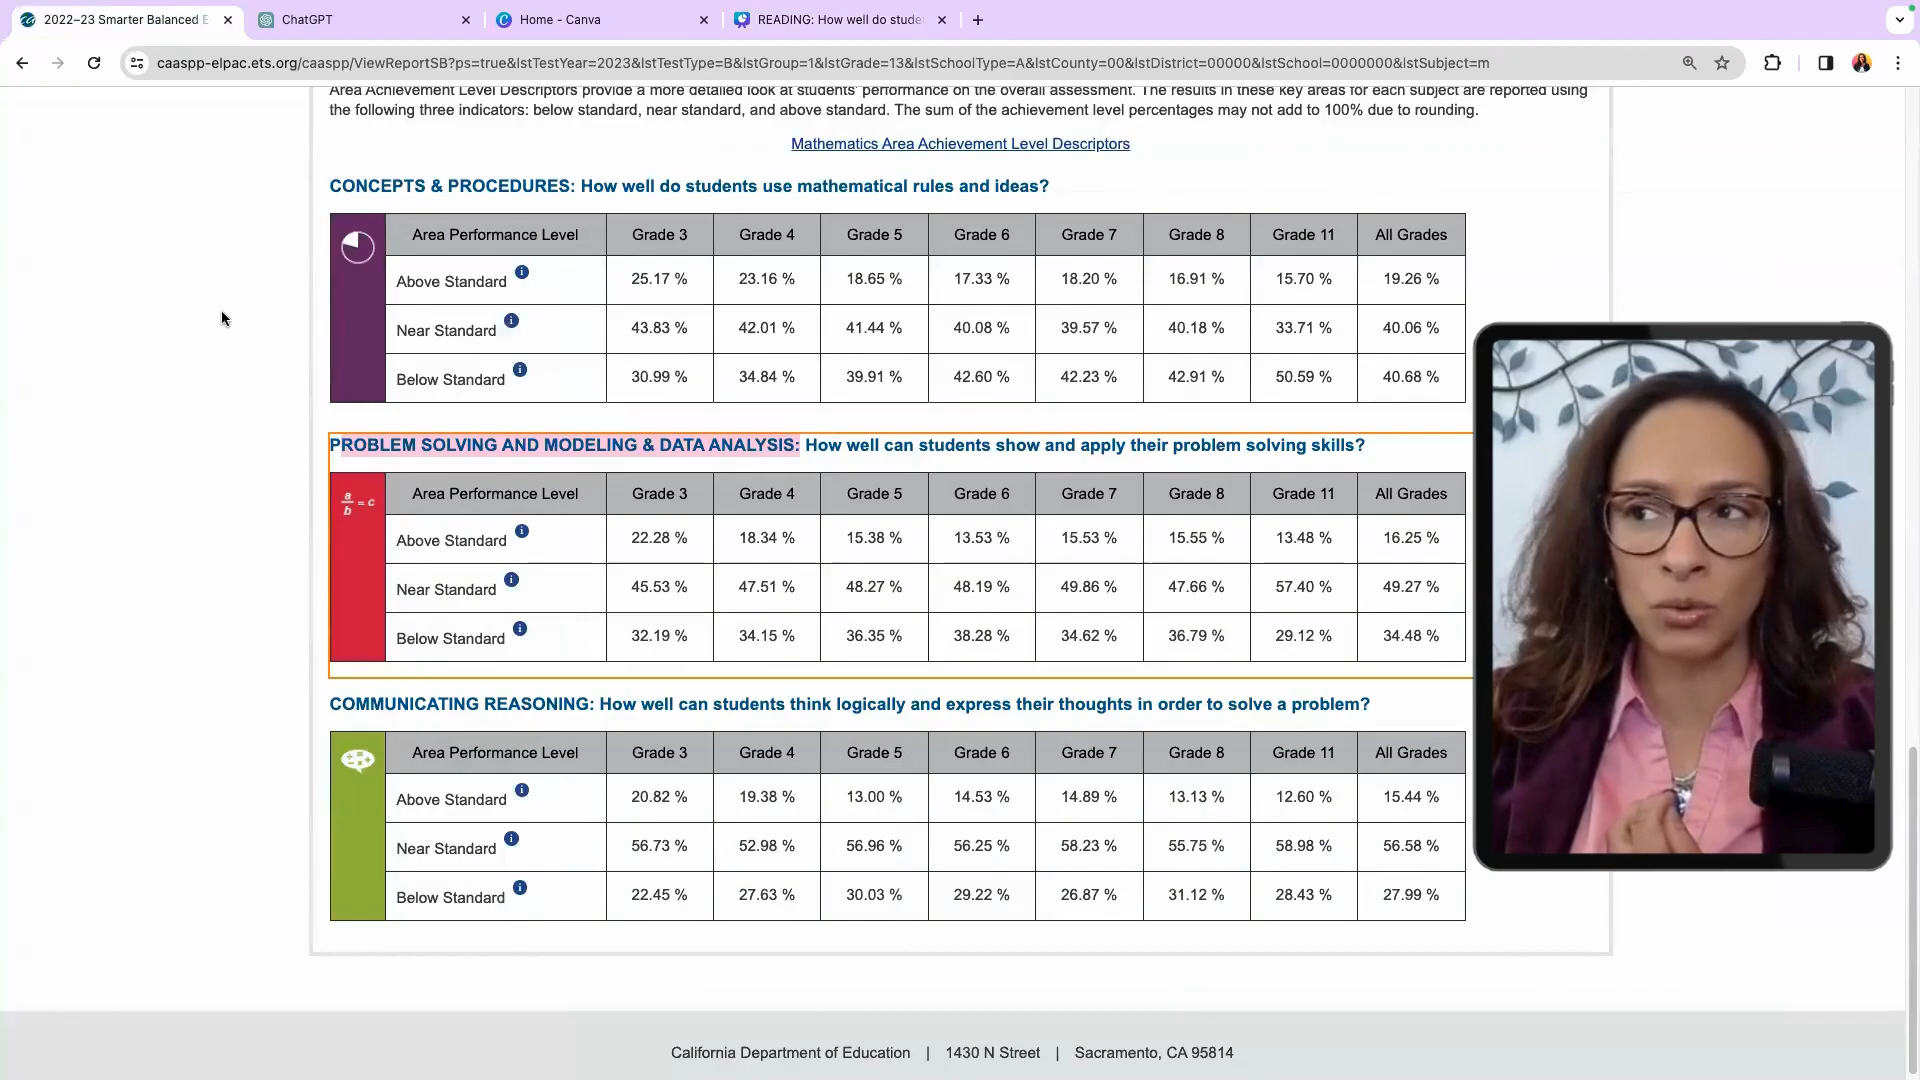 2022–23 Smarter Balanced E
ChatGPT
Home - Canva
READING: How well do stude
caaspp-elpac.ets.org/caaspp/ViewReportSB?ps=true&lstTestYear=2023&lstTestType=B&lstGroup=1&lstGrade=13&lstSchoolType=A&lstCounty=00&lstDistrict=00000&lstSchool=0000000&lstSubject=m
Area Achievement Level Descriptors provide a more detailed look at students' performance on the overall assessment. The results in these key areas for each subject are reported using
the following three indicators: below standard, near standard, and above standard. The sum of the achievement level percentages may not add to 100% due to rounding.
Mathematics Area Achievement Level Descriptors
CONCEPTS & PROCEDURES: How well do students use mathematical rules and ideas?
Area Performance Level Grade 3 Grade 4 Grade 5 Grade 6 Grade 7 Grade 8 Grade 11 All Grades
Above Standard i 25.17 % 23.16 % 18.65 % 17.33 % 18.20 % 16.91 % 15.70 % 19.26 %
Near Standard i 43.83 % 42.01 % 41.44 % 40.08 % 39.57 % 40.18 % 33.71 % 40.06 %
Below Standard i 30.99 % 34.84 % 39.91 % 42.60 % 42.23 % 42.91 % 50.59 % 40.68 %
PROBLEM SOLVING AND MODELING & DATA ANALYSIS: How well can students show and apply their problem solving skills?
a/b = c
Area Performance Level Grade 3 Grade 4 Grade 5 Grade 6 Grade 7 Grade 8 Grade 11 All Grades
Above Standard i 22.28 % 18.34 % 15.38 % 13.53 % 15.53 % 15.55 % 13.48 % 16.25 %
Near Standard i 45.53 % 47.51 % 48.27 % 48.19 % 49.86 % 47.66 % 57.40 % 49.27 %
Below Standard i 32.19 % 34.15 % 36.35 % 38.28 % 34.62 % 36.79 % 29.12 % 34.48 %
COMMUNICATING REASONING: How well can students think logically and express their thoughts in order to solve a problem?
Area Performance Level Grade 3 Grade 4 Grade 5 Grade 6 Grade 7 Grade 8 Grade 11 All Grades
Above Standard i 20.82 % 19.38 % 13.00 % 14.53 % 14.89 % 13.13 % 12.60 % 15.44 %
Near Standard i 56.73 % 52.98 % 56.96 % 56.25 % 58.23 % 55.75 % 58.98 % 56.58 %
Below Standard i 22.45 % 27.63 % 30.03 % 29.22 % 26.87 % 31.12 % 28.43 % 27.99 %
California Department of Education | 1430 N Street | Sacramento, CA 95814